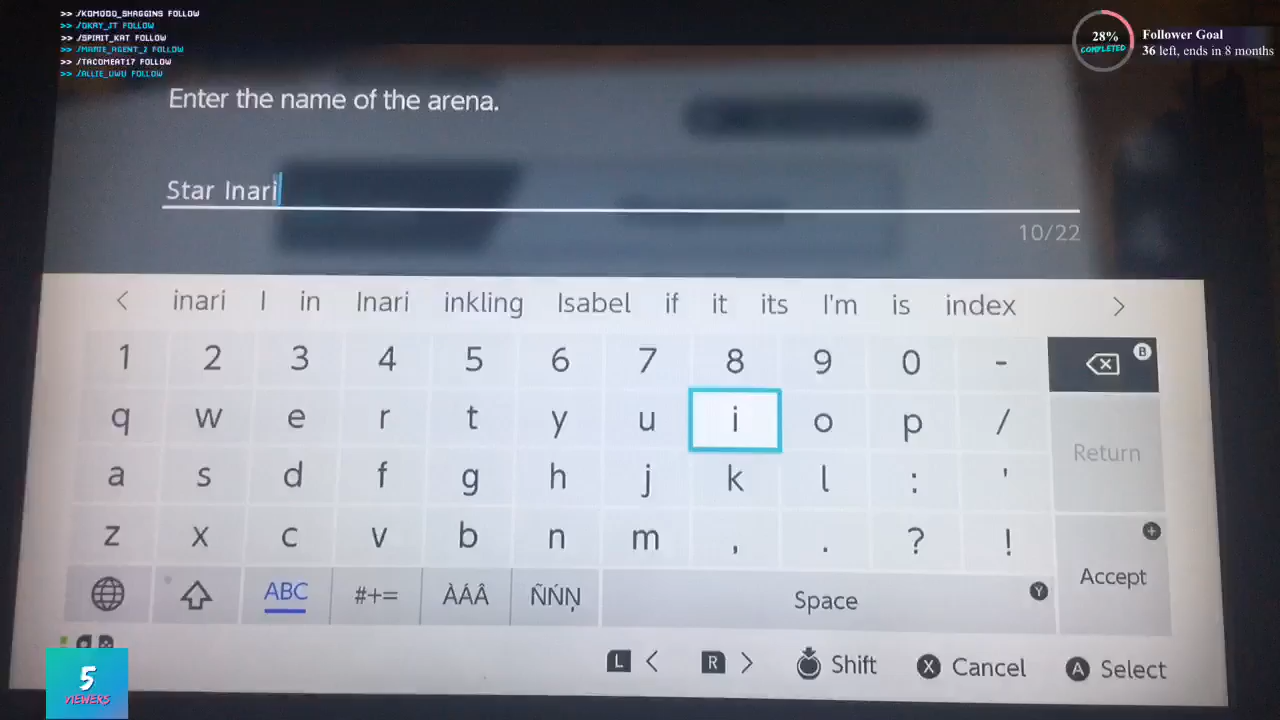 >> /KOMODO_SHAGGINS FOLLOW
>> /OKAY_JT FOLLOW
>> /SPIRIT_KAT FOLLOW
>> /MARIE_AGENT_2 FOLLOW
>> /TACOMEAT17 FOLLOW
>> /ALLIE_UWU FOLLOW
28%
COMPLETED
Follower Goal
36 left, ends in 8 months
Enter the name of the arena.
Star Inari
10/22
< inari I in Inari inkling Isabel if it its I'm is index >
1 2 3 4 5 6 7 8 9 0 - B
q w e r t y u i o p /
Return
a s d f g h j k l : '
z x c v b n m , . ? ! +
Accept
ABC #+= ÀÁÂ ÑŃŅ Space Y
L < R > Shift X Cancel A Select
5
VIEWERS